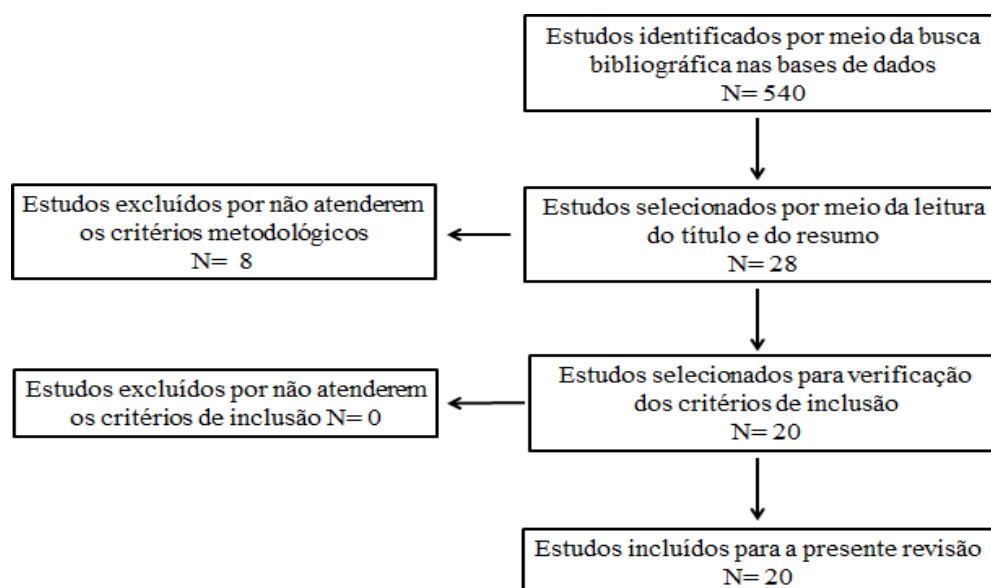 Estudos identificados por meio da busca
bibliográfica nas bases de dados
N= 540
Estudos excluídos por não atenderem
os critérios metodológicos
N= 8
Estudos selecionados por meio da leitura
do título e do resumo
N= 28
Estudos excluídos por não atenderem
os critérios de inclusão N= 0
Estudos selecionados para verificação
dos critérios de inclusão
N= 20
Estudos incluídos para a presente revisão
N= 20